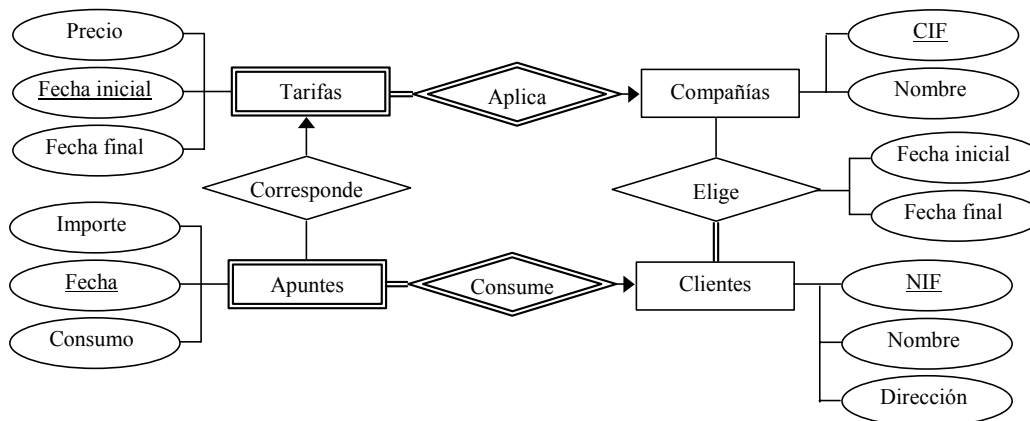 Precio
Fecha inicial
Fecha final
Tarifas
Aplica
Compañías
CIF
Nombre
Corresponde
Elige
Fecha inicial
Fecha final
Importe
Fecha
Consumo
Apuntes
Consume
Clientes
NIF
Nombre
Dirección